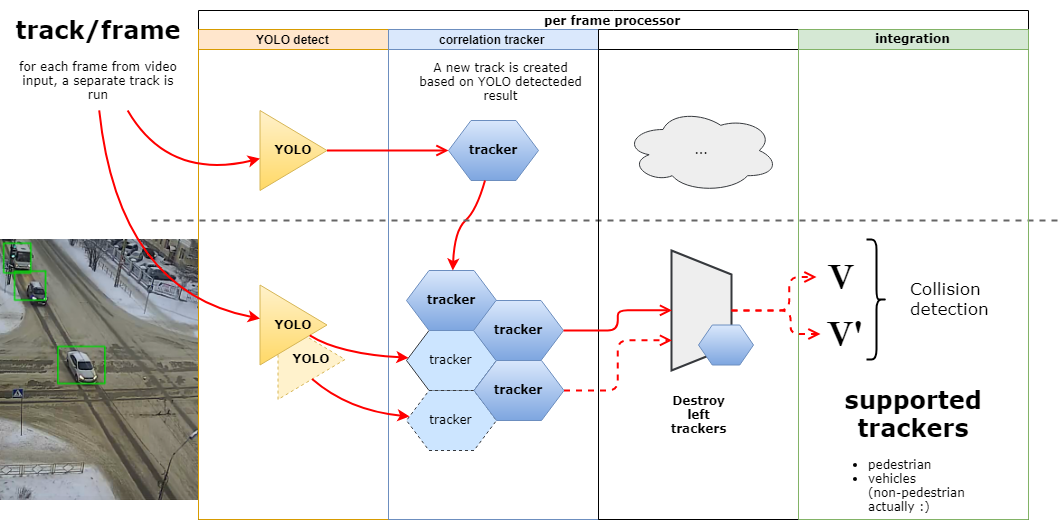 track/frame
for each frame from video
input, a separate track is
run
per frame processor
YOLO detect
correlation tracker
integration
A new track is created
based on YOLO detecteded
result
YOLO
tracker
...
YOLO
YOLO
tracker
tracker
tracker
tracker
tracker
Destroy
left
trackers
V
V'
Collision
detection
supported
trackers
• pedestrian
• vehicles
(non-pedestrian
actually :)